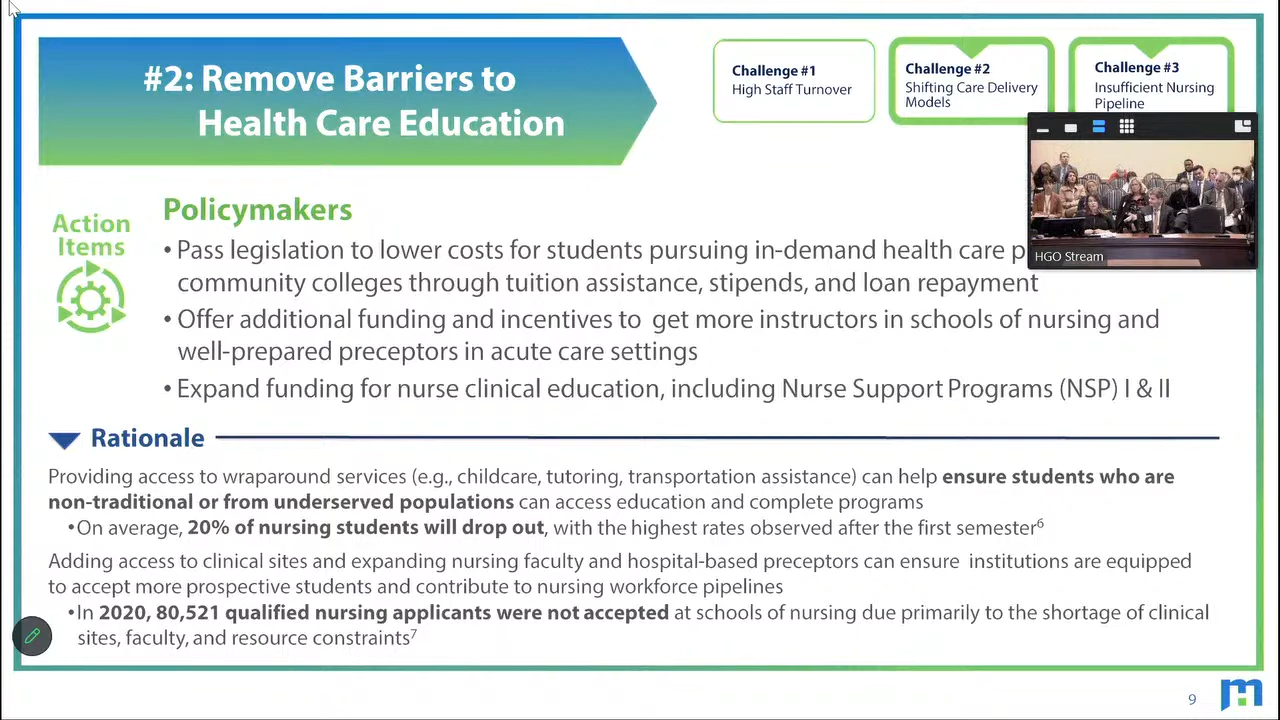 #2: Remove Barriers to
Health Care Education
Challenge #1
High Staff Turnover
Challenge #2
Shifting Care Delivery
Models
Challenge #3
Insufficient Nursing
Pipeline
HGO Stream
Action
Items
Policymakers
• Pass legislation to lower costs for students pursuing in-demand health care
community colleges through tuition assistance, stipends, and loan repayment
• Offer additional funding and incentives to get more instructors in schools of nursing and
well-prepared preceptors in acute care settings
• Expand funding for nurse clinical education, including Nurse Support Programs (NSP) I & II
Rationale
Providing access to wraparound services (e.g., childcare, tutoring, transportation assistance) can help ensure students who are
non-traditional or from underserved populations can access education and complete programs
• On average, 20% of nursing students will drop out, with the highest rates observed after the first semester6
Adding access to clinical sites and expanding nursing faculty and hospital-based preceptors can ensure institutions are equipped
to accept more prospective students and contribute to nursing workforce pipelines
• In 2020, 80,521 qualified nursing applicants were not accepted at schools of nursing due primarily to the shortage of clinical
sites, faculty, and resource constraints7
9